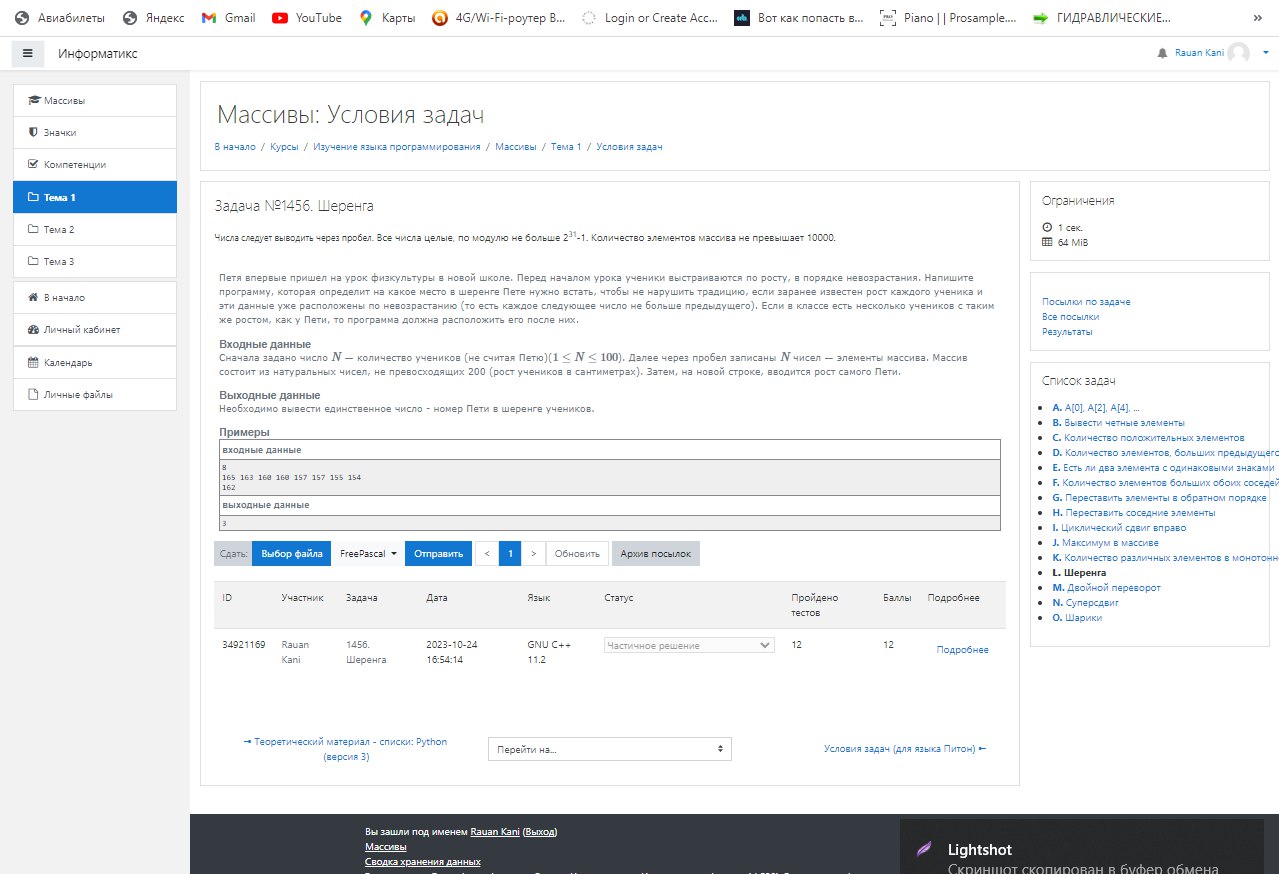 Авиабилеты
Яндекс
Gmail
YouTube
Карты
4G/Wi-Fi-роутер B...
Login or Create Acc...
Вот как попасть в...
Piano | | Prosample....
ГИДРАВЛИЧЕСКИЕ...
»
Информатикс
Rauan Kani
Массивы
Значки
Компетенции
Тема 1
Тема 2
Тема 3
В начало
Личный кабинет
Календарь
Личные файлы
Массивы: Условия задач
В начало / Курсы / Изучение языка программирования / Массивы / Тема 1 / Условия задач
Задача №1456. Шеренга
Числа следует выводить через пробел. Все числа целые, по модулю не больше 2^31-1. Количество элементов массива не превышает 10000.
Петя впервые пришел на урок физкультуры в новой школе. Перед началом урока ученики выстраиваются по росту, в порядке невозрастания. Напишите
программу, которая определит на какое место в шеренге Пете нужно встать, чтобы не нарушить традицию, если заранее известен рост каждого ученика и
эти данные уже расположены по невозрастанию (то есть каждое следующее число не больше предыдущего). Если в классе есть несколько учеников с таким
же ростом, как у Пети, то программа должна расположить его после них.
Входные данные
Сначала задано число N — количество учеников (не считая Петю)(1 ≤ N ≤ 100). Далее через пробел записаны N чисел — элементы массива. Массив
состоит из натуральных чисел, не превосходящих 200 (рост учеников в сантиметрах). Затем, на новой строке, вводится рост самого Пети.
Выходные данные
Необходимо вывести единственное число - номер Пети в шеренге учеников.
Примеры
входные данные
8
165 163 160 160 157 157 155 154
162
выходные данные
3
Сдать: Выбор файла FreePascal Отправить < 1 > Обновить Архив посылок
ID Участник Задача Дата Язык Статус Пройдено тестов Баллы Подробнее
34921169 Rauan Kani 1456. Шеренга 2023-10-24 16:54:14 GNU C++ 11.2 Частичное решение 12 12 Подробнее
→ Теоретический материал - списки: Python
(версия 3)
Перейти на...
Условия задач (для языка Питон) ←
Ограничения
1 сек.
64 MiB
Посылки по задаче
Все посылки
Результаты
Список задач
A. A[0], A[2], A[4], ...
B. Вывести четные элементы
C. Количество положительных элементов
D. Количество элементов, больших предыдущего
E. Есть ли два элемента с одинаковыми знаками
F. Количество элементов больших обоих соседей
G. Переставить элементы в обратном порядке
H. Переставить соседние элементы
I. Циклический сдвиг вправо
J. Максимум в массиве
K. Количество различных элементов в
L. Шеренга
M. Двойной переворот
N. Суперсдвиг
O. Шарики
Вы зашли под именем Rauan Kani (Выход)
Массивы
Сводка хранения данных
Lightshot
Скриншот скопирован в буфер обмена